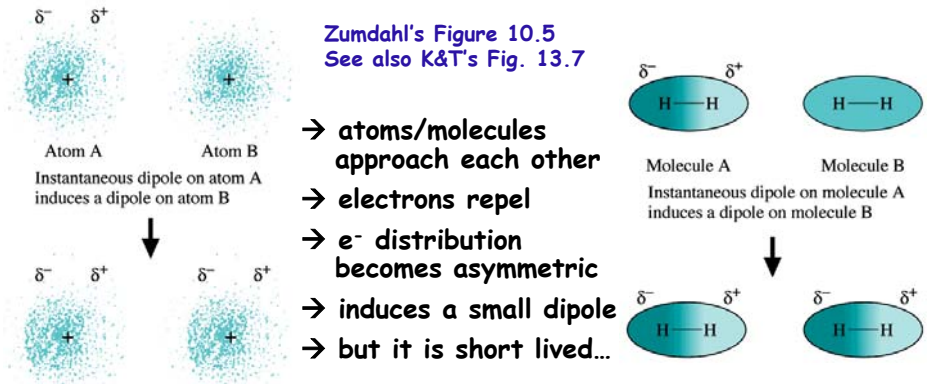 δ⁻ δ⁺
+
+
Atom A Atom B
Instantaneous dipole on atom A
induces a dipole on atom B
δ⁻ δ⁺ δ⁻ δ⁺
+
+
Zumdahl's Figure 10.5
See also K&T's Fig. 13.7
→ atoms/molecules
approach each other
→ electrons repel
→ e⁻ distribution
becomes asymmetric
→ induces a small dipole
→ but it is short lived…
δ⁻ δ⁺
H—H H—H
Molecule A Molecule B
Instantaneous dipole on molecule A
induces a dipole on molecule B
δ⁻ δ⁺ δ⁻ δ⁺
H—H H—H